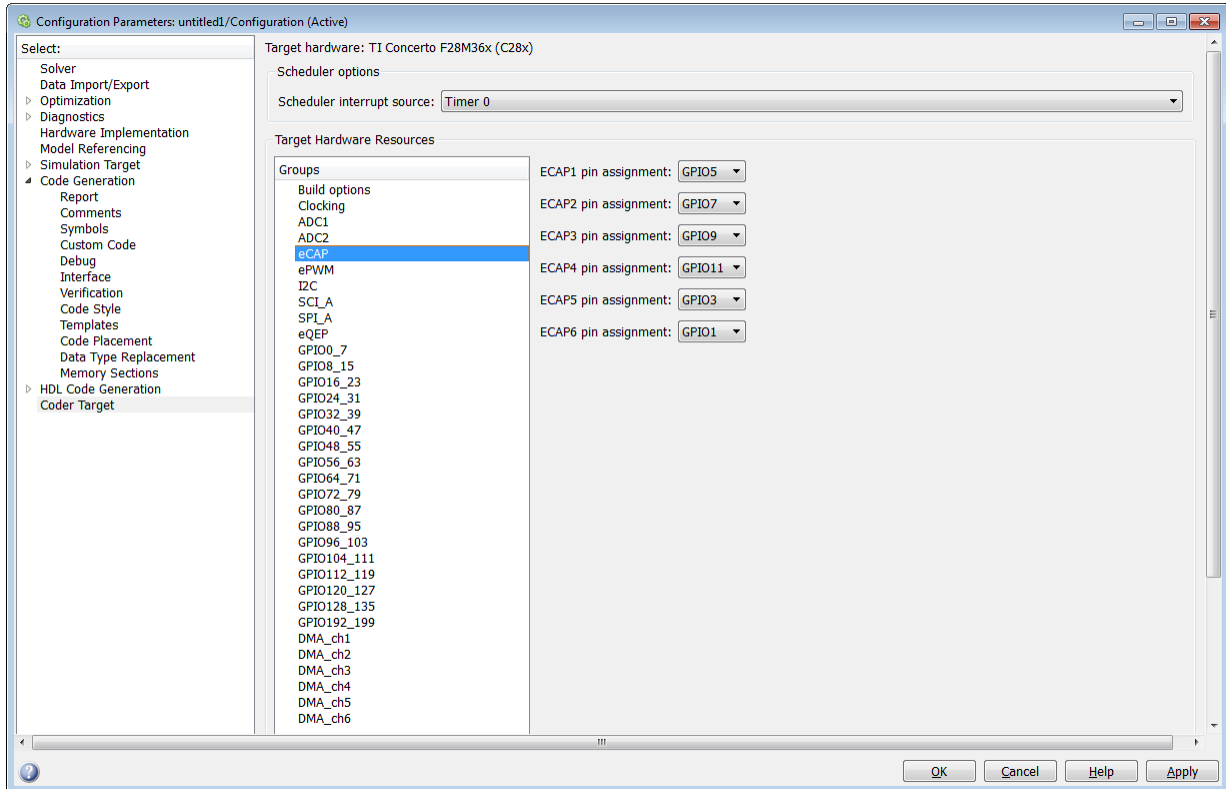 Configuration Parameters: untitled1/Configuration (Active)
Select:
Solver
Data Import/Export
Optimization
Diagnostics
Hardware Implementation
Model Referencing
Simulation Target
Code Generation
Report
Comments
Symbols
Custom Code
Debug
Interface
Verification
Code Style
Templates
Code Placement
Data Type Replacement
Memory Sections
HDL Code Generation
Coder Target
Target hardware: TI Concerto F28M36x (C28x)
Scheduler options
Scheduler interrupt source: Timer 0
Target Hardware Resources
Groups
Build options
Clocking
ADC1
ADC2
eCAP
ePWM
I2C
SCI_A
SPI_A
eQEP
GPIO0_7
GPIO8_15
GPIO16_23
GPIO24_31
GPIO32_39
GPIO40_47
GPIO48_55
GPIO56_63
GPIO64_71
GPIO72_79
GPIO80_87
GPIO88_95
GPIO96_103
GPIO104_111
GPIO112_119
GPIO120_127
GPIO128_135
GPIO192_199
DMA_ch1
DMA_ch2
DMA_ch3
DMA_ch4
DMA_ch5
DMA_ch6
ECAP1 pin assignment: GPIO5
ECAP2 pin assignment: GPIO7
ECAP3 pin assignment: GPIO9
ECAP4 pin assignment: GPIO11
ECAP5 pin assignment: GPIO3
ECAP6 pin assignment: GPIO1
OK Cancel Help Apply